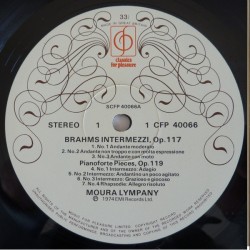 33⅓
classics
for pleasure
SCFP 40066A
STEREO 1 1 CFP 40066
BRAHMS INTERMEZZI, Op.117
1. No.1 Andante moderato
2. No.2 Andante non troppo e con molta espressione
3. No.3 Andante con moto
Pianoforte Pieces, Op.119
4. No.1 Intermezzo: Adagio
5. No.2 Intermezzo: Andantino un poco agitato
6. No.3 Intermezzo: Grazioso e giocoso
7. No.4 Rhapsodie: Allegro risoluto
MOURA LYMPANY
℗ 1974 EMI Records Ltd.